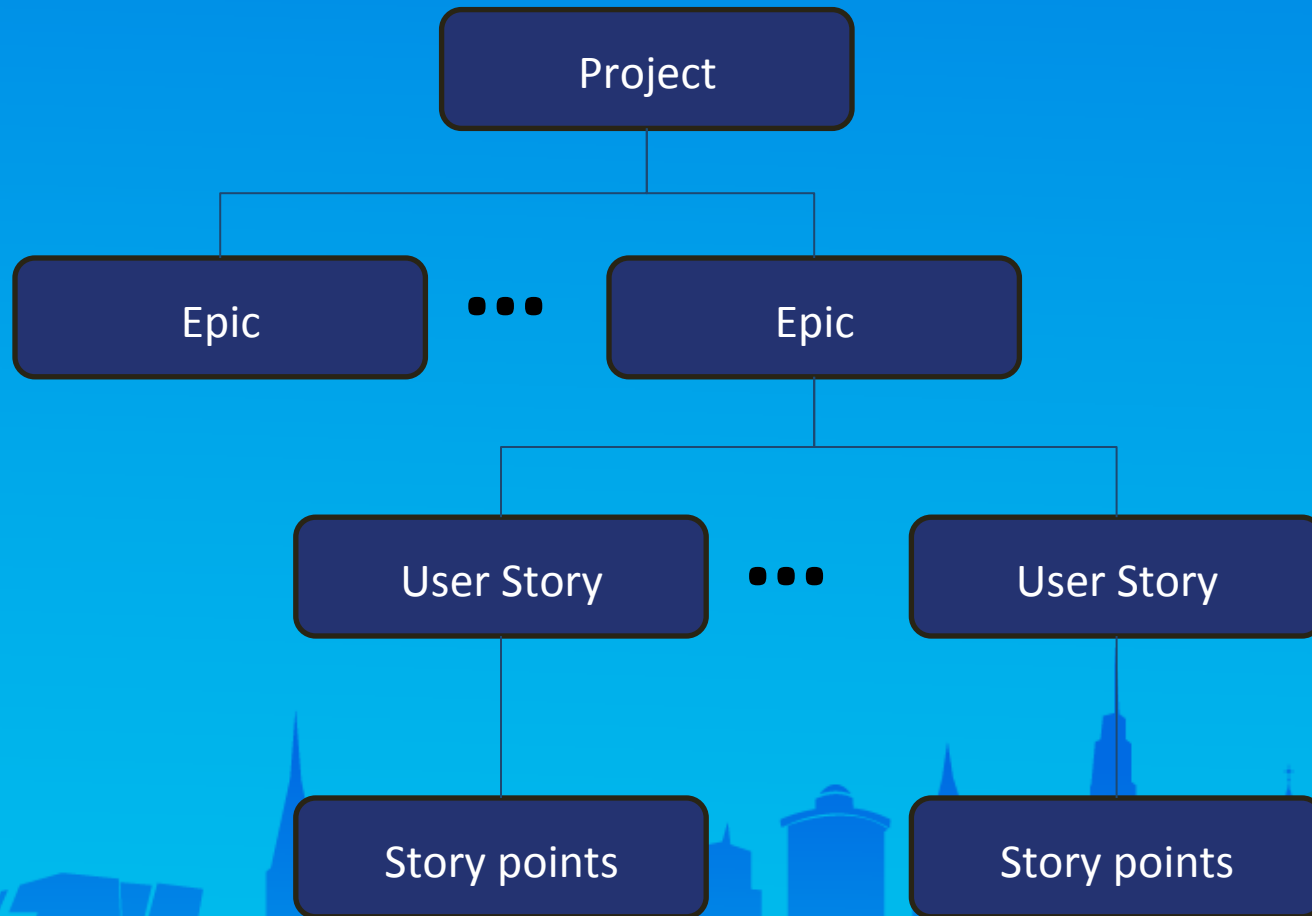 Project
Epic
...
Epic
User Story
...
User Story
Story points
Story points